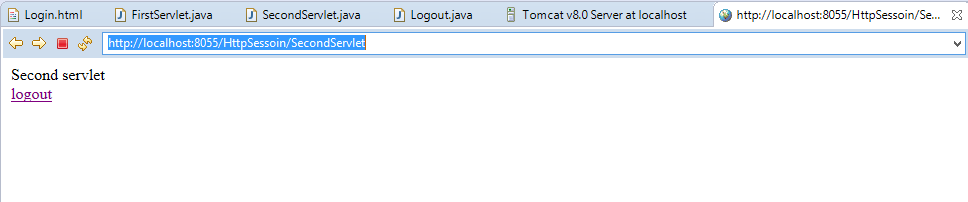 Login.html FirstServlet.java SecondServlet.java Logout.java Tomcat v8.0 Server at localhost http://localhost:8055/HttpSessoin/Se...
http://localhost:8055/HttpSessoin/SecondServlet
Second servlet
logout